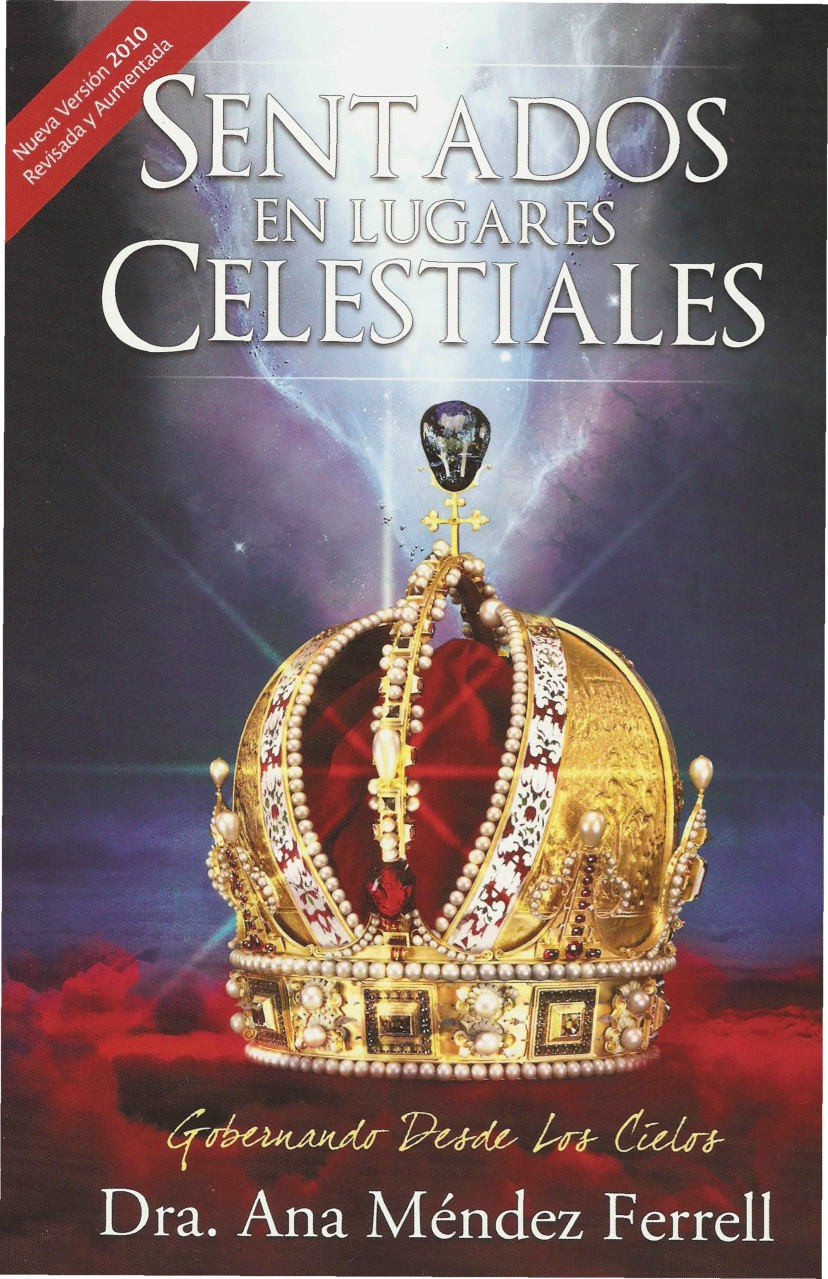 Nueva Versión 2010
Revisada y Aumentada
SENTADOS
EN LUGARES
CELESTIALES
Gobernando Desde Los Cielos
Dra. Ana Méndez Ferrell